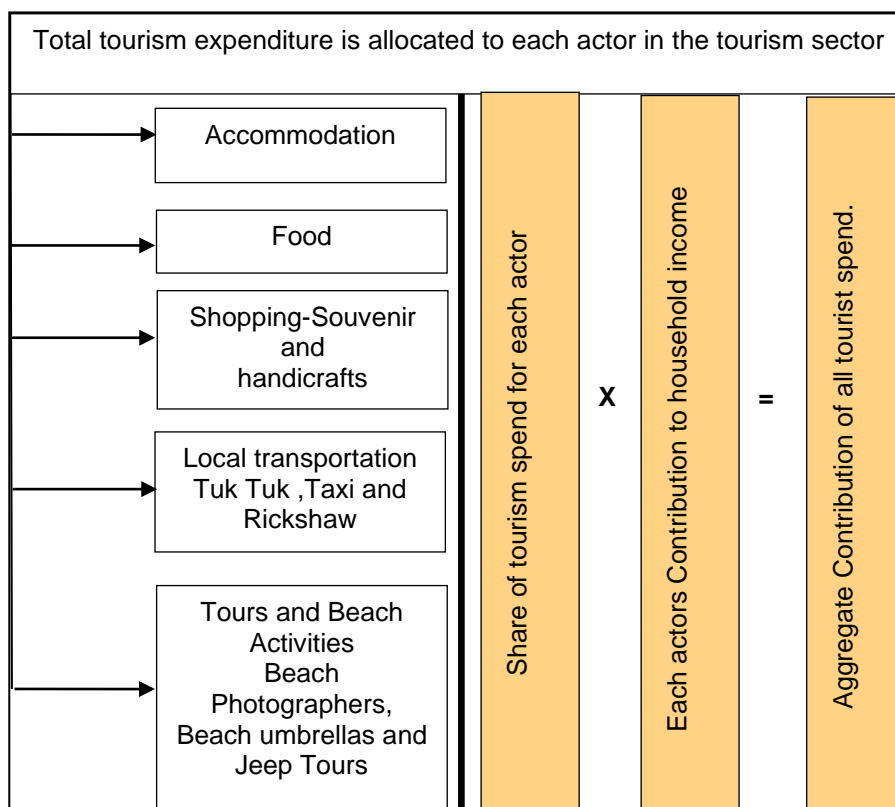 Total tourism expenditure is allocated to each actor in the tourism sector
Accommodation
Food
Shopping-Souvenir
and
handicrafts
Local transportation
Tuk Tuk ,Taxi and
Rickshaw
Tours and Beach
Activities
Beach
Photographers,
Beach umbrellas and
Jeep Tours
Share of tourism spend for each actor
X
Each actors Contribution to household income
=
Aggregate Contribution of all tourist spend.